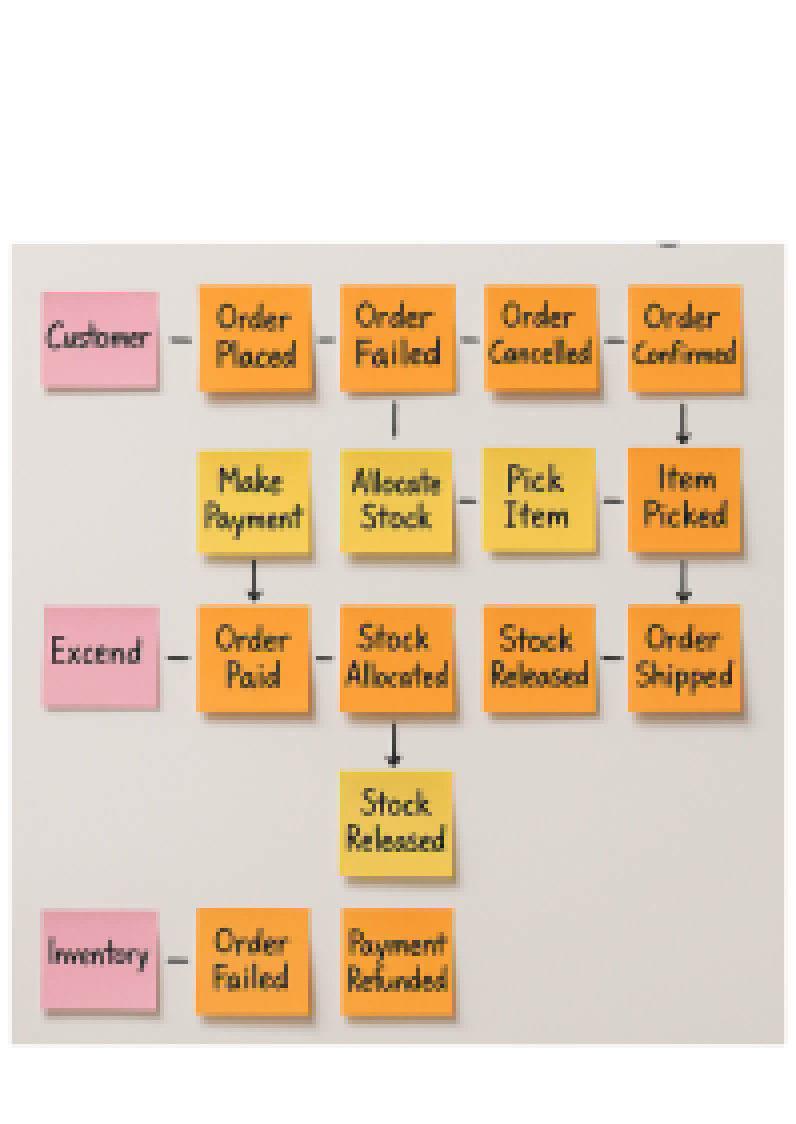 Customer
Order
Placed
Order
Failed
Order
Cancelled
Order
Confirmed
Make
Payment
Allocate
Stock
Pick
Item
Item
Picked
Excend
Order
Paid
Stock
Allocated
Stock
Released
Order
Shipped
Stock
Released
Inventory
Order
Failed
Payment
Refunded